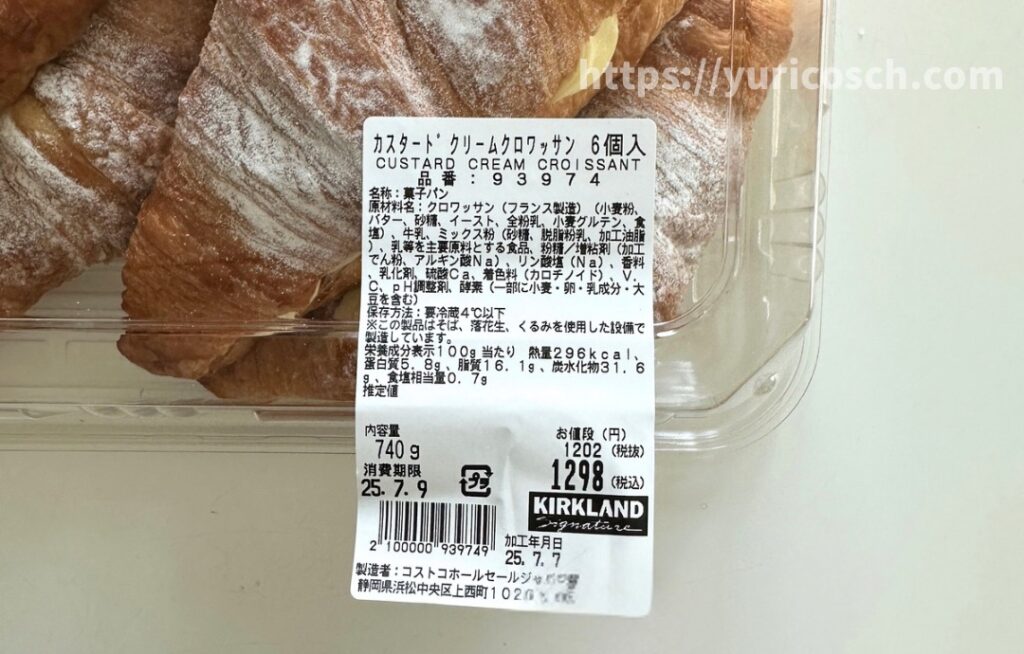 https://yuricosch.com
カスタード゙クリームクロワッサン 6個入
CUSTARD CREAM CROISSANT
品番:93974
名称:菓子パン
原材料名:クロワッサン(フランス製造)(小麦粉、
バター、砂糖、イースト、全粉乳、小麦グルテン、食
塩)、牛乳、ミックス粉(砂糖、脱脂粉乳、加工油脂
)、乳等を主要原料とする食品、粉糖/増粘剤(加工
でん粉、アルギン酸Na)、リン酸塩(Na)、香料
、乳化剤、硫酸Ca、着色料(カロチノイド)、V.
C、pH調整剤、酵素(一部に小麦・卵・乳成分・大
豆を含む)
保存方法:要冷蔵4℃以下
※この製品はそば、落花生、くるみを使用した設備で
製造しています。
栄養成分表示100g当たり 熱量296kcal、
蛋白質5.8g、脂質16.1g、炭水化物31.6
g、食塩相当量0.7g
推定値
内容量
740g
お値段(円)
1202(税抜)
1298(税込)
消費期限
25.7.9
プラ
KIRKLAND
Signature
2 100000 939749
加工年月日
25.7.7
製造者:コストコホールセールジャ
静岡県浜松中央区上西町102